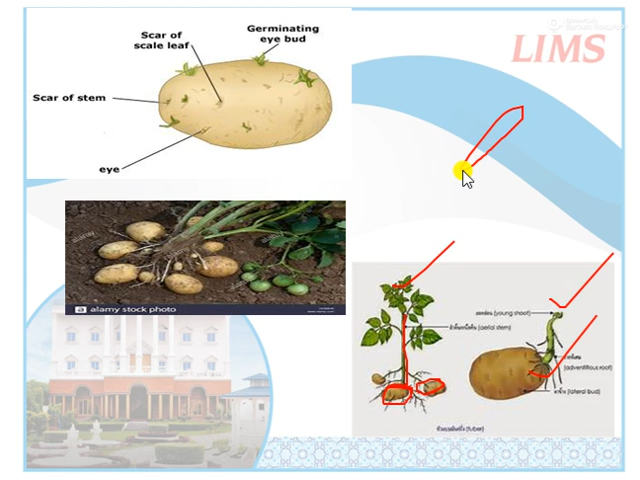 LIMS
Germinating
eye bud
Scar of
scale leaf
Scar of stem
eye
a alamy stock photo
(young shoot)
(aerial stem)
(adventitious root)
(lateral bud)
(tuber)